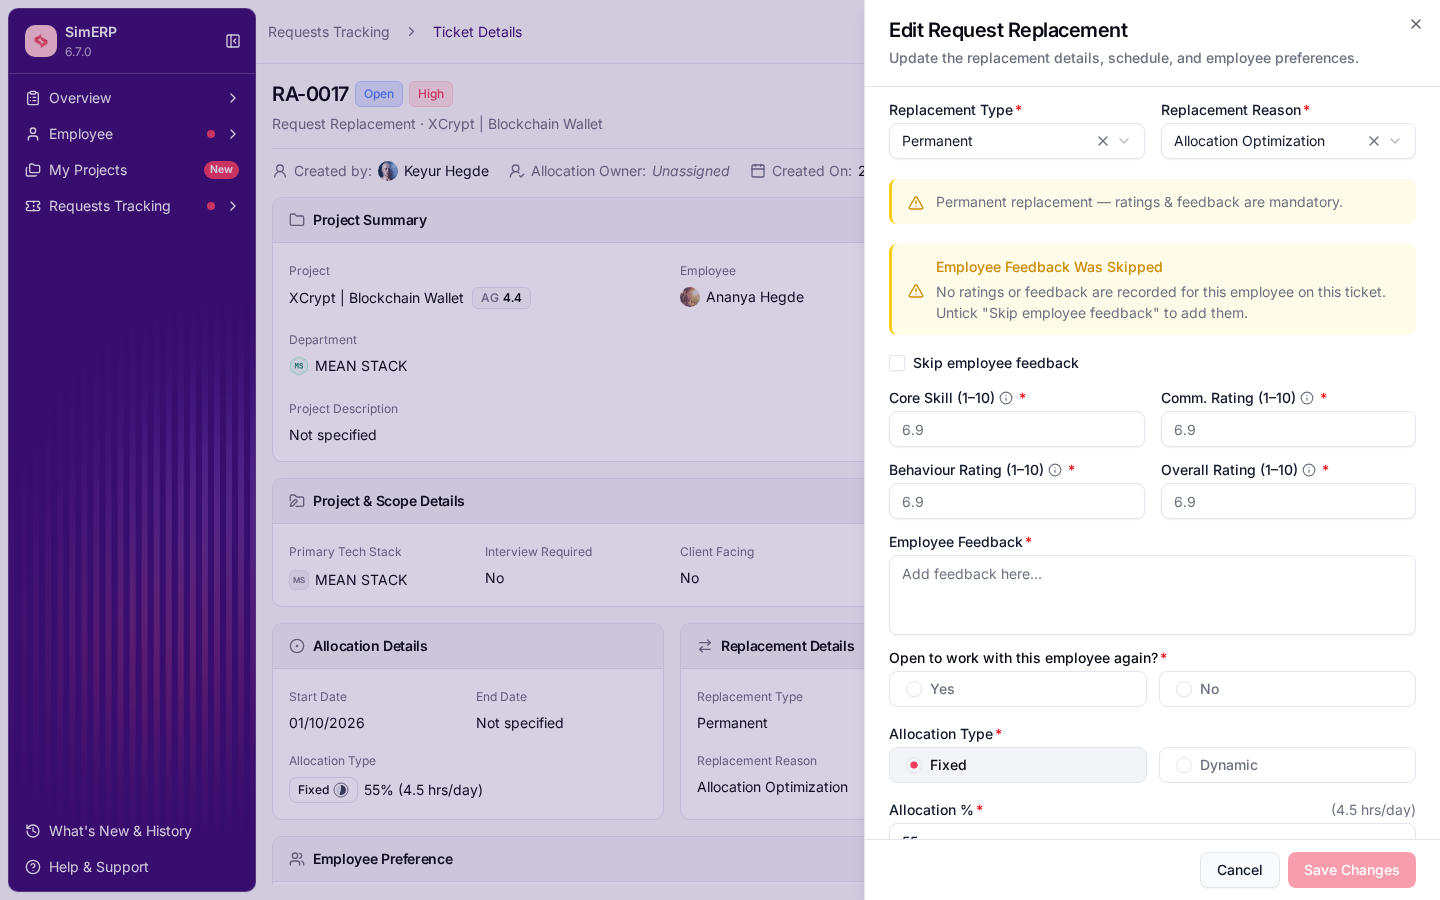 SimERP
6.7.0
Overview
Employee
My Projects
New
Requests Tracking
What's New & History
Help & Support
Requests Tracking
Ticket Details
RA-0017
Open
High
Request Replacement · XCrypt | Blockchain Wallet
Created by:
Keyur Hegde
Allocation Owner:
Unassigned
Created On:
2
Project Summary
Project
Employee
XCrypt | Blockchain Wallet
AG 4.4
Ananya Hegde
Department
MS
MEAN STACK
Project Description
Not specified
Project & Scope Details
Primary Tech Stack
Interview Required
Client Facing
MS
MEAN STACK
No
No
Allocation Details
Start Date
End Date
01/10/2026
Not specified
Allocation Type
Fixed
55% (4.5 hrs/day)
Replacement Details
Replacement Type
Permanent
Replacement Reason
Allocation Optimization
Employee Preference
Edit Request Replacement
Update the replacement details, schedule, and employee preferences.
Replacement Type *
Replacement Reason *
Permanent
Allocation Optimization
Permanent replacement — ratings & feedback are mandatory.
Employee Feedback Was Skipped
No ratings or feedback are recorded for this employee on this ticket.
Untick "Skip employee feedback" to add them.
Skip employee feedback
Core Skill (1–10) *
Comm. Rating (1–10) *
6.9
6.9
Behaviour Rating (1–10) *
Overall Rating (1–10) *
6.9
6.9
Employee Feedback *
Add feedback here...
Open to work with this employee again? *
Yes
No
Allocation Type *
Fixed
Dynamic
Allocation % *
(4.5 hrs/day)
55
Cancel
Save Changes